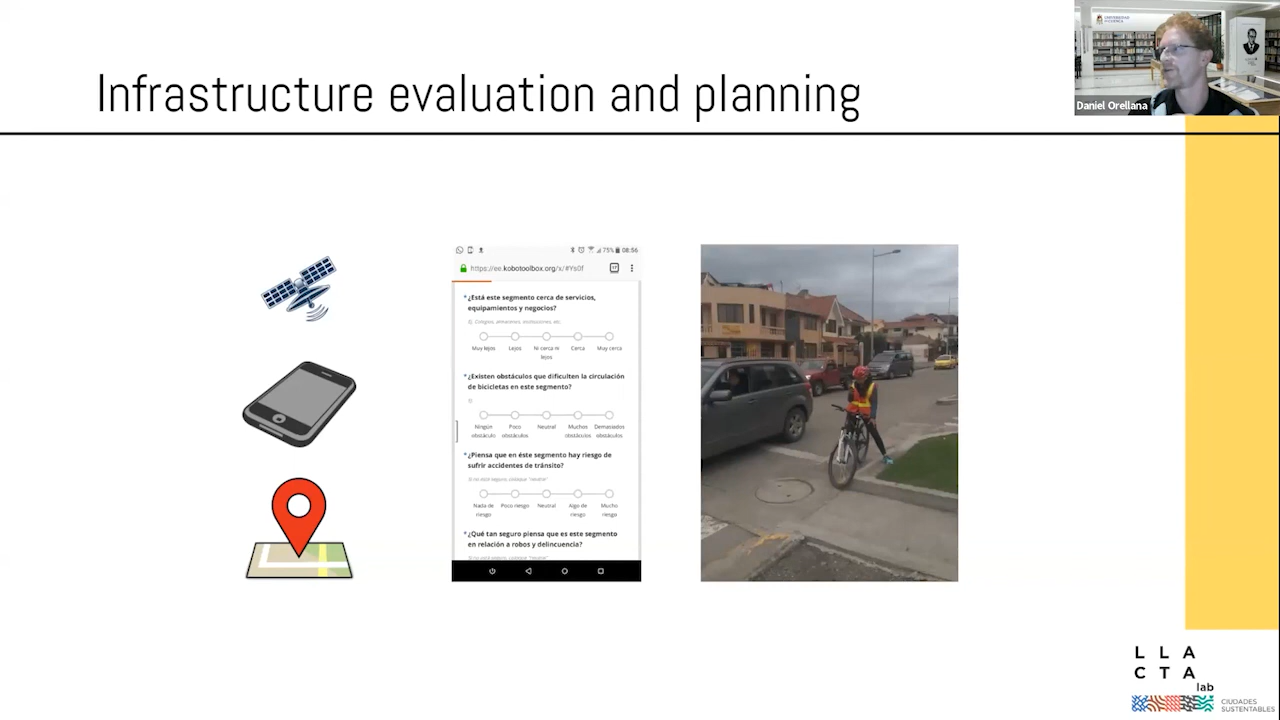 Infrastructure evaluation and planning
Daniel Orellana
75% 08:56
https://ee.kobotoolbox.org/x/#Ys0f
*¿Está este segmento cerca de servicios,
equipamientos y negocios?
Muy lejos
Lejos
Ni cerca ni
lejos
Cerca
Muy cerca
*¿Existen obstáculos que dificulten la circulación
de bicicletas en este segmento?
Ningún
obstáculo
Poco
obstáculos
Neutral
Muchos
obstáculos
Demasiados
obstáculos
*¿Piensa que en éste segmento hay riesgo de
sufrir accidentes de tránsito?
Nada de
riesgo
Poco riesgo
Neutral
Algo de
riesgo
Mucho
riesgo
*¿Qué tan seguro piensa que es este segmento
en relación a robos y delincuencia?
L L A
C T A
lab
CIUDADES
SUSTENTABLES